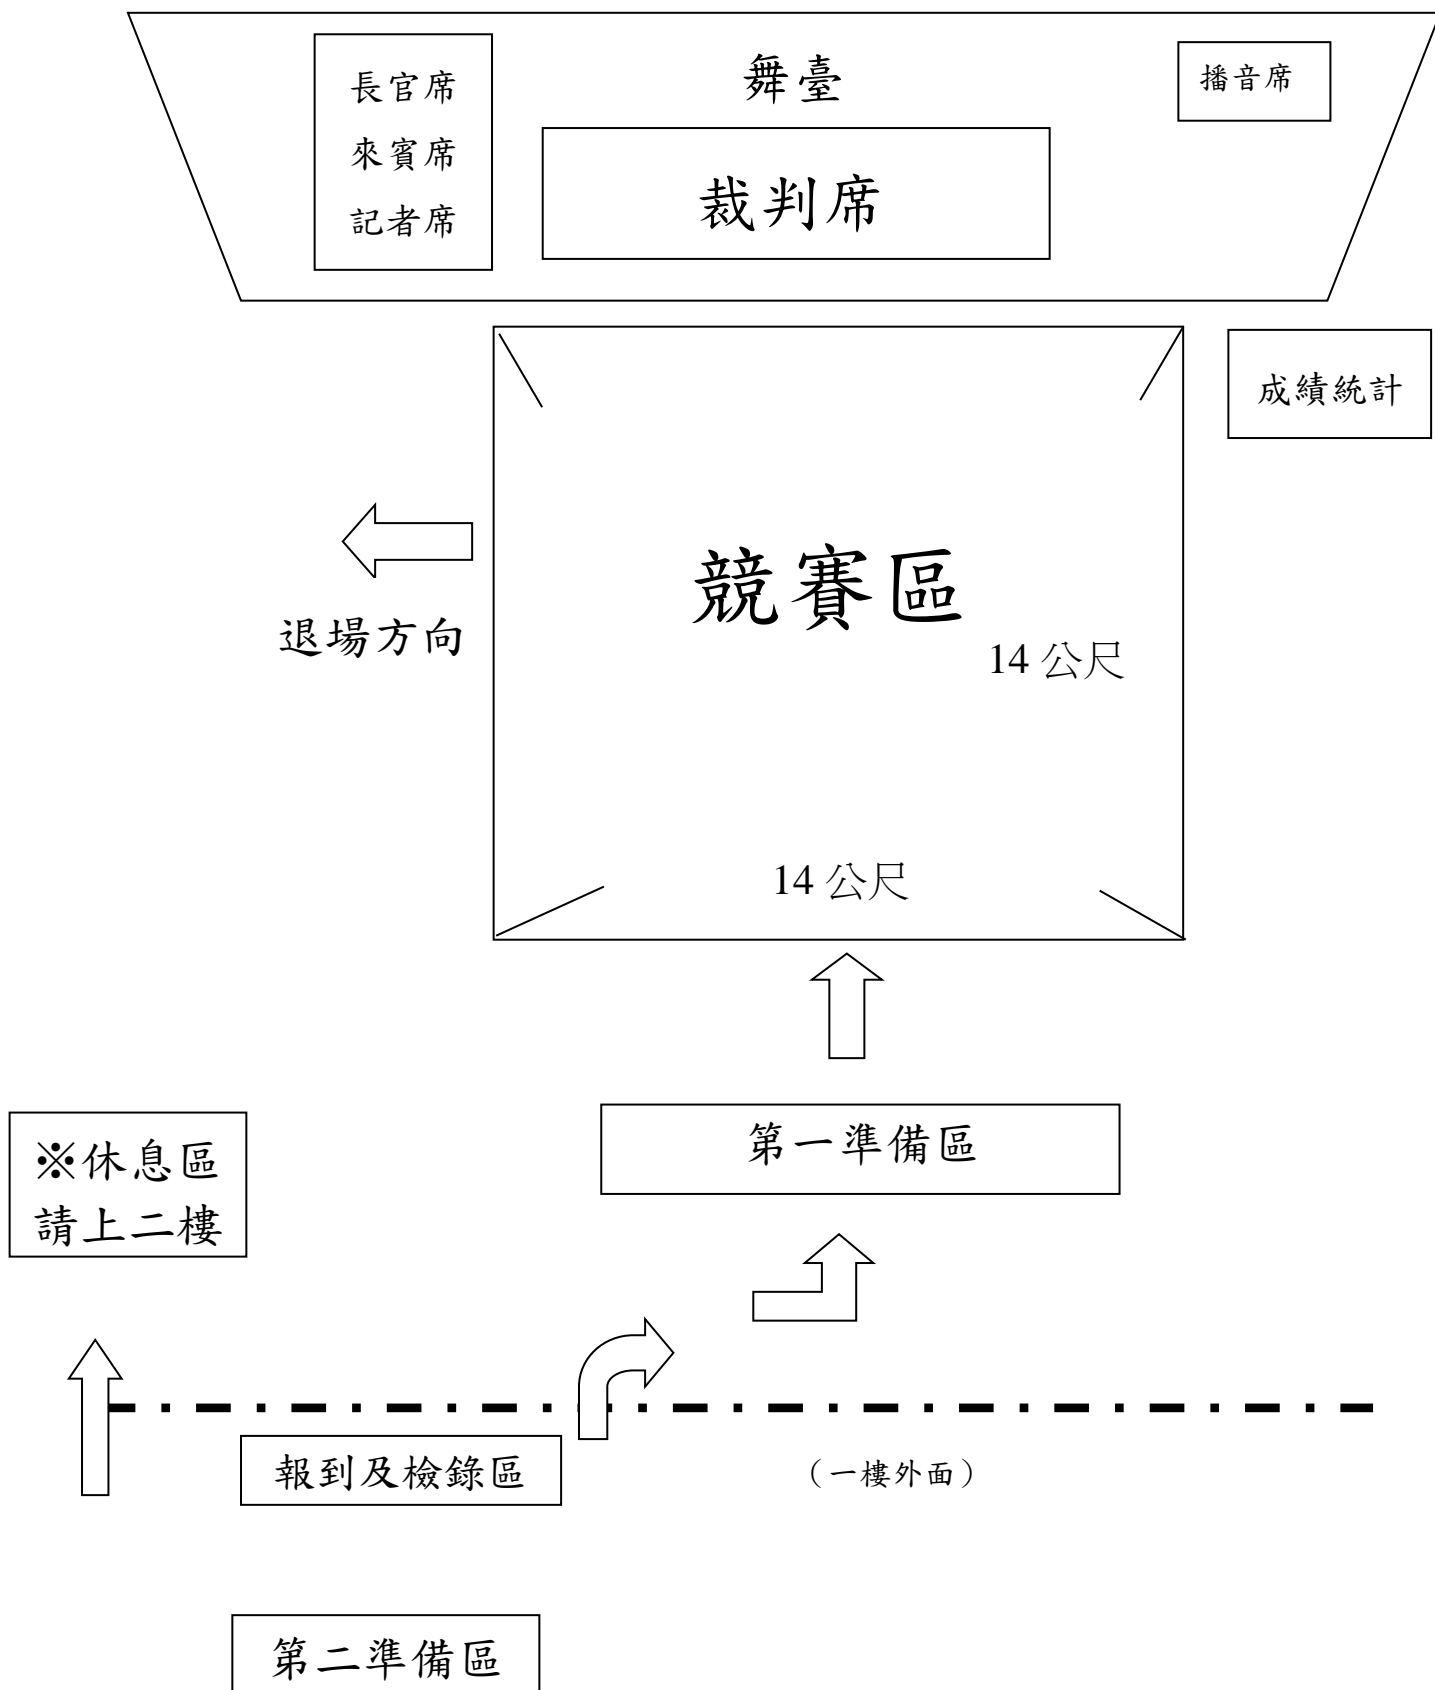 舞臺
長官席
來賓席
記者席
播音席
裁判席
成績統計
競賽區
退場方向
14 公尺
14 公尺
第一準備區
※休息區
請上二樓
報到及檢錄區
（一樓外面）
第二準備區